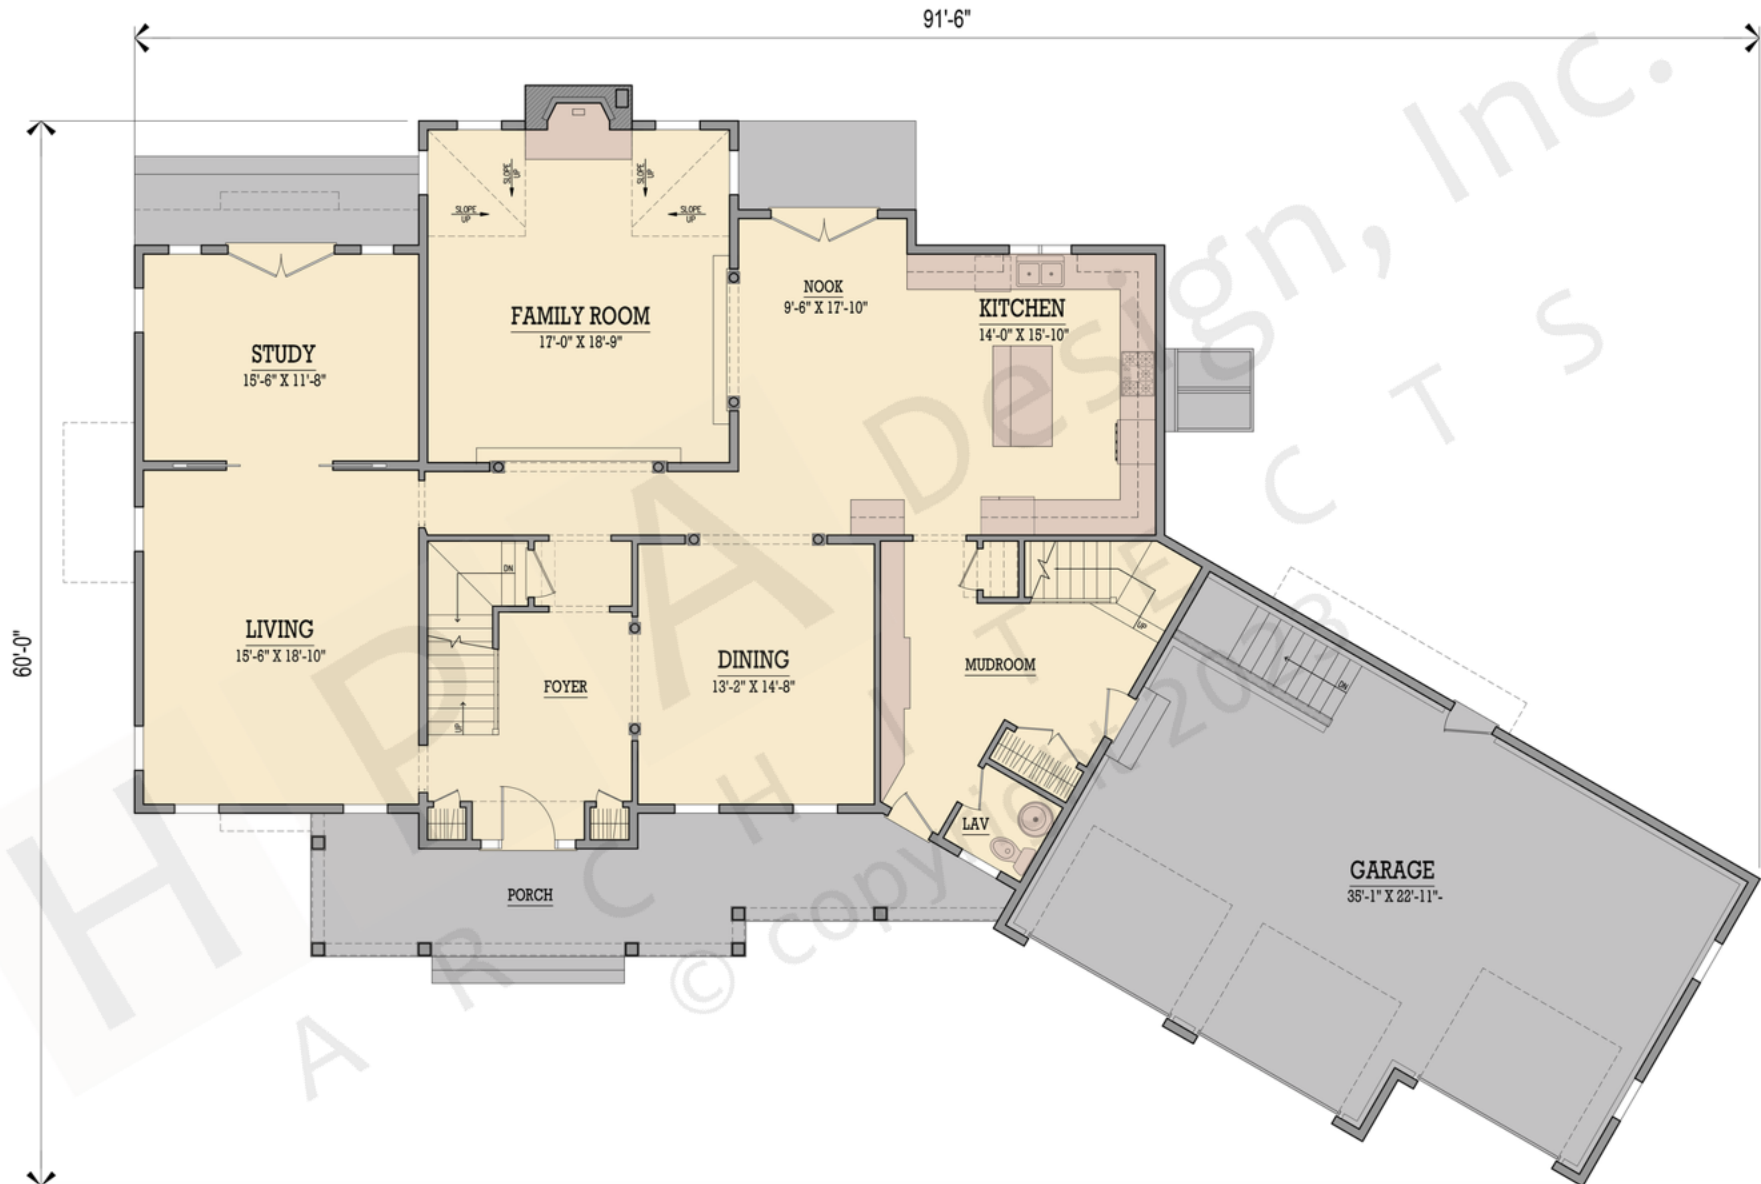 91'-6"
60'-0"
SLOPE
UP
SLOPE
UP
SLOPE
UP
SLOPE
UP
FAMILY ROOM
17'-0" X 18'-9"
NOOK
9'-6" X 17'-10"
KITCHEN
14'-0" X 15'-10"
STUDY
15'-6" X 11'-8"
DN
UP
LIVING
15'-6" X 18'-10"
FOYER
UP
DINING
13'-2" X 14'-8"
MUDROOM
DN
LAV
PORCH
GARAGE
35'-1" X 22'-11"-
HPA Design, Inc.
ARCHITECTS
© copyright 2023